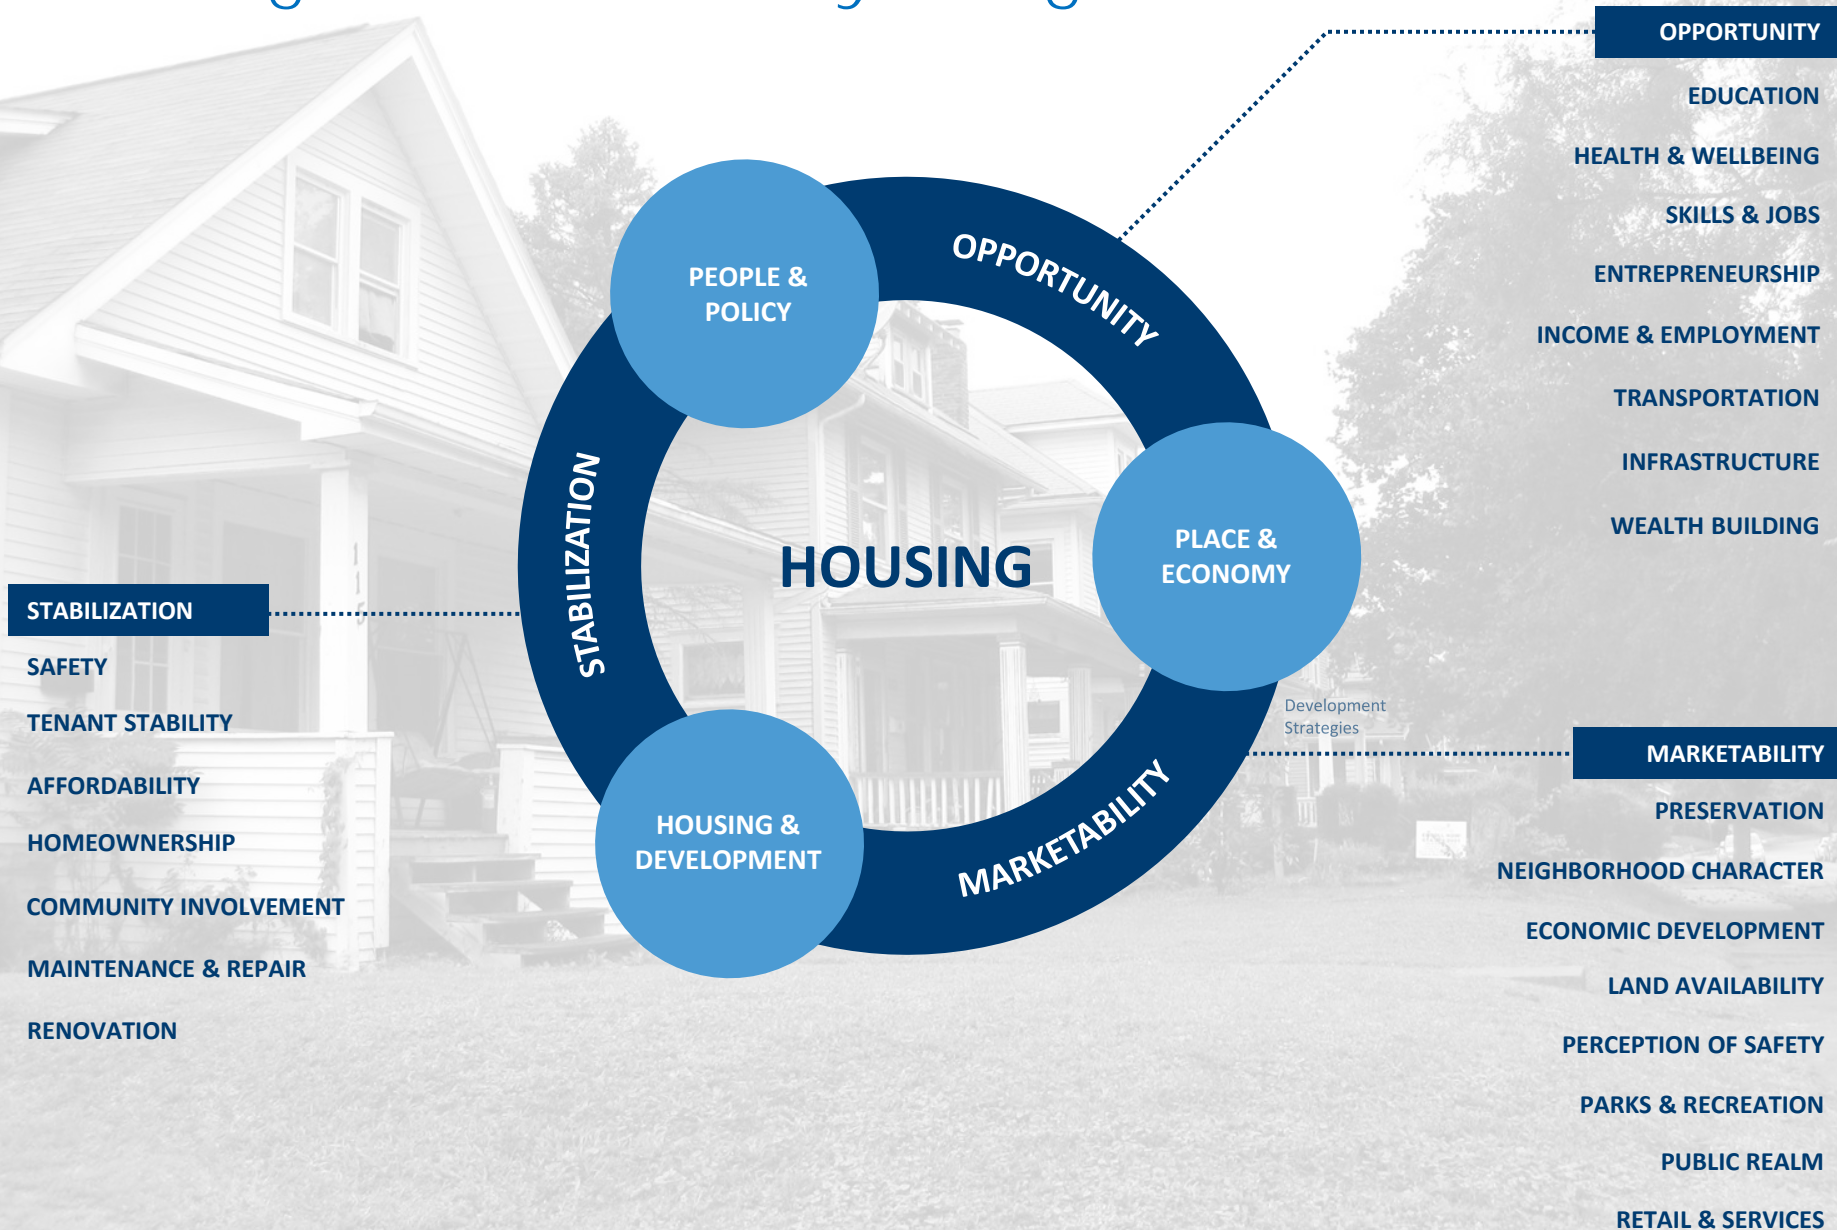 OPPORTUNITY
EDUCATION
HEALTH & WELLBEING
SKILLS & JOBS
ENTREPRENEURSHIP
INCOME & EMPLOYMENT
TRANSPORTATION
INFRASTRUCTURE
WEALTH BUILDING
PEOPLE &
POLICY
OPPORTUNITY
STABILIZATION
HOUSING
PLACE &
ECONOMY
HOUSING &
DEVELOPMENT
MARKETABILITY
Development
Strategies
STABILIZATION
SAFETY
TENANT STABILITY
AFFORDABILITY
HOMEOWNERSHIP
COMMUNITY INVOLVEMENT
MAINTENANCE & REPAIR
RENOVATION
115
MARKETABILITY
PRESERVATION
NEIGHBORHOOD CHARACTER
ECONOMIC DEVELOPMENT
LAND AVAILABILITY
PERCEPTION OF SAFETY
PARKS & RECREATION
PUBLIC REALM
RETAIL & SERVICES